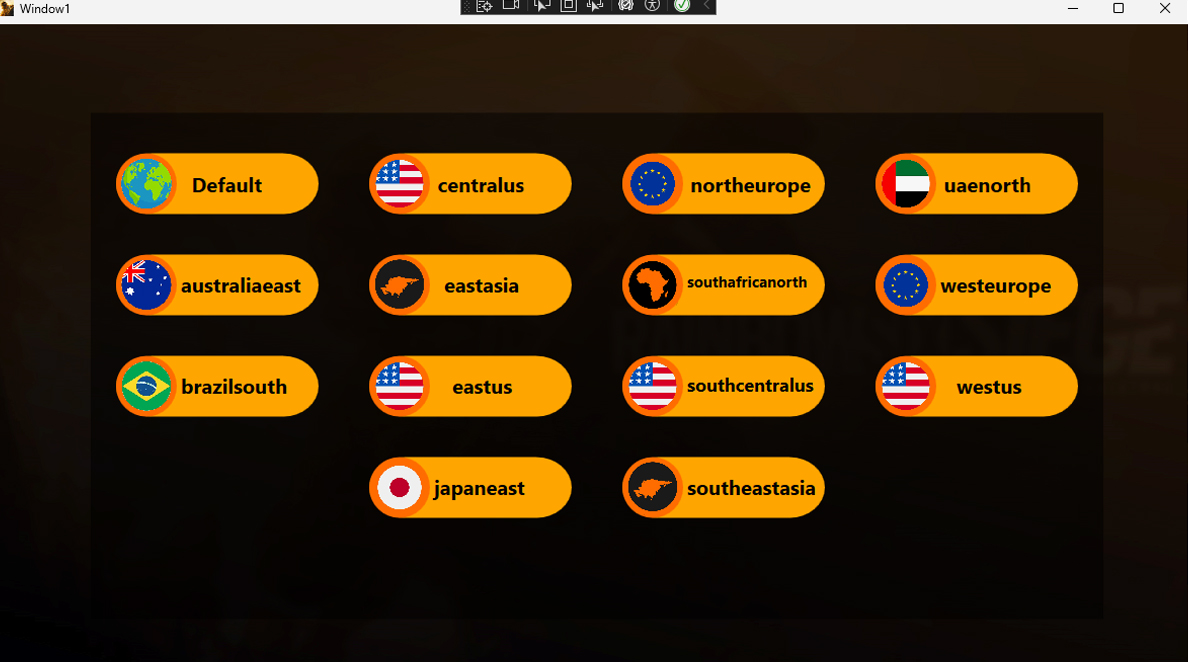 Window1
Default
centralus
northeurope
uaenorth
australiaeast
eastasia
southafricanorth
westeurope
brazilsouth
eastus
southcentralus
westus
japaneast
southeastasia